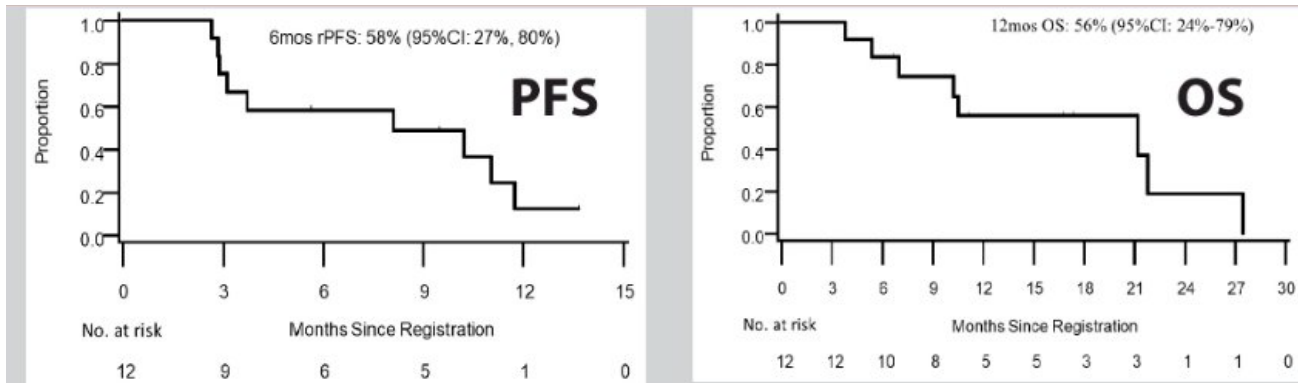 6mos rPFS: 58% (95%CI: 27%, 80%)
PFS
Proportion
1.0
0.8
0.6
0.4
0.2
0.0
0 3 6 9 12 15
No. at risk Months Since Registration
12 9 6 5 1 0
12mos OS: 56% (95%CI: 24%-79%)
OS
Proportion
1.0
0.8
0.6
0.4
0.2
0.0
0 3 6 9 12 15 18 21 24 27 30
No. at risk Months Since Registration
12 12 10 8 5 5 3 3 1 1 0